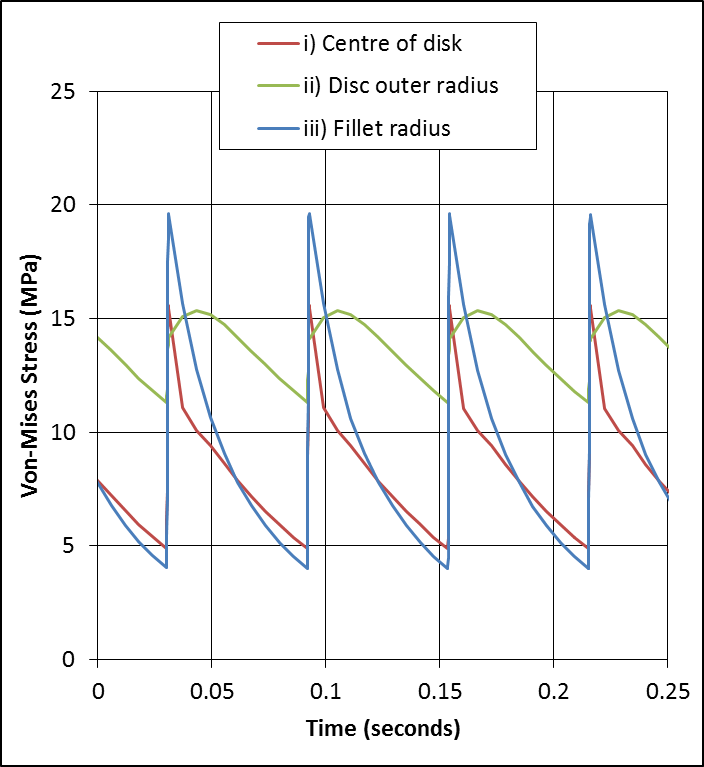 i) Centre of disk
ii) Disc outer radius
iii) Fillet radius
25
20
15
10
5
0
Von-Mises Stress (MPa)
0 0.05 0.1 0.15 0.2 0.25
Time (seconds)